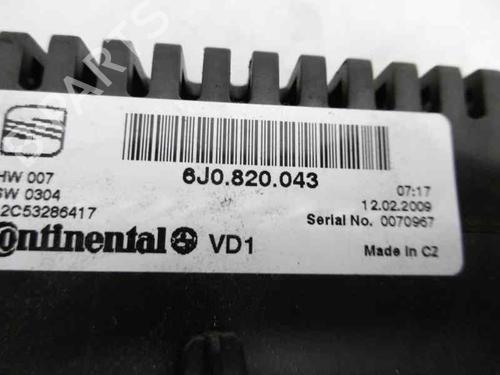 6J0.820.043
HW 007
SW 0304
2C53286417
07:17
12.02.2009
Serial No. 0070967
Continental VD1
Made in CZ
PARTS